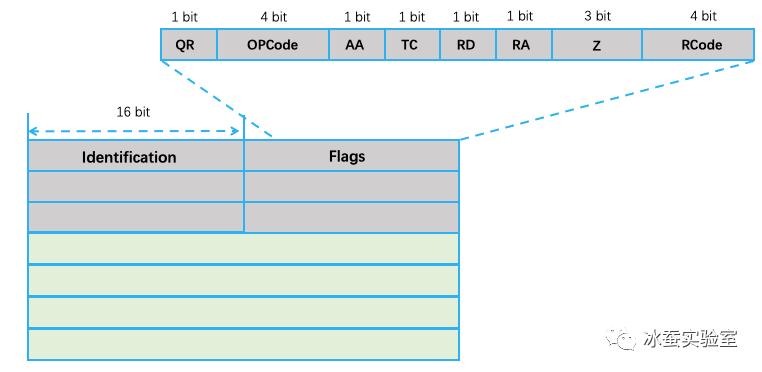 1 bit 4 bit 1 bit 1 bit 1 bit 1 bit 3 bit 4 bit
QR OPCode AA TC RD RA Z RCode
16 bit
Identification Flags
冰蚕实验室